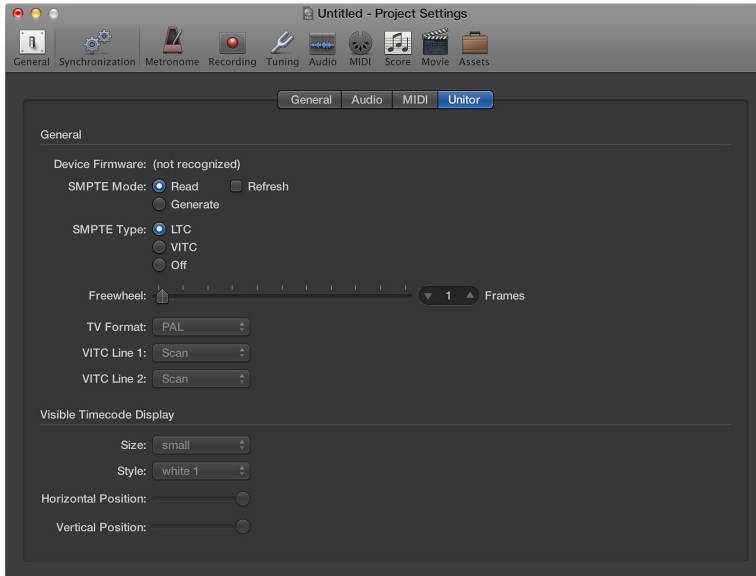 Untitled - Project Settings
General Synchronization Metronome Recording Tuning Audio MIDI Score Movie Assets
General Audio MIDI Unitor
General
Device Firmware: (not recognized)
SMPTE Mode: Read Refresh
Generate
SMPTE Type: LTC
VITC
Off
Freewheel: 1 Frames
TV Format: PAL
VITC Line 1: Scan
VITC Line 2: Scan
Visible Timecode Display
Size: small
Style: white 1
Horizontal Position:
Vertical Position: